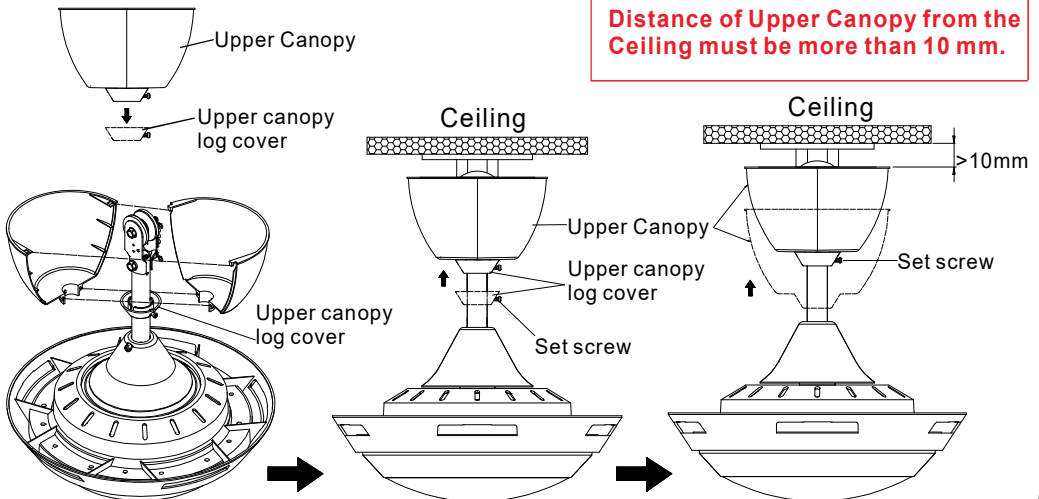 Distance of Upper Canopy from the
Ceiling must be more than 10 mm.
Upper Canopy
Upper canopy
log cover
Upper canopy
log cover
Ceiling
Upper Canopy
Upper canopy
log cover
Set screw
Ceiling
>10mm
Set screw